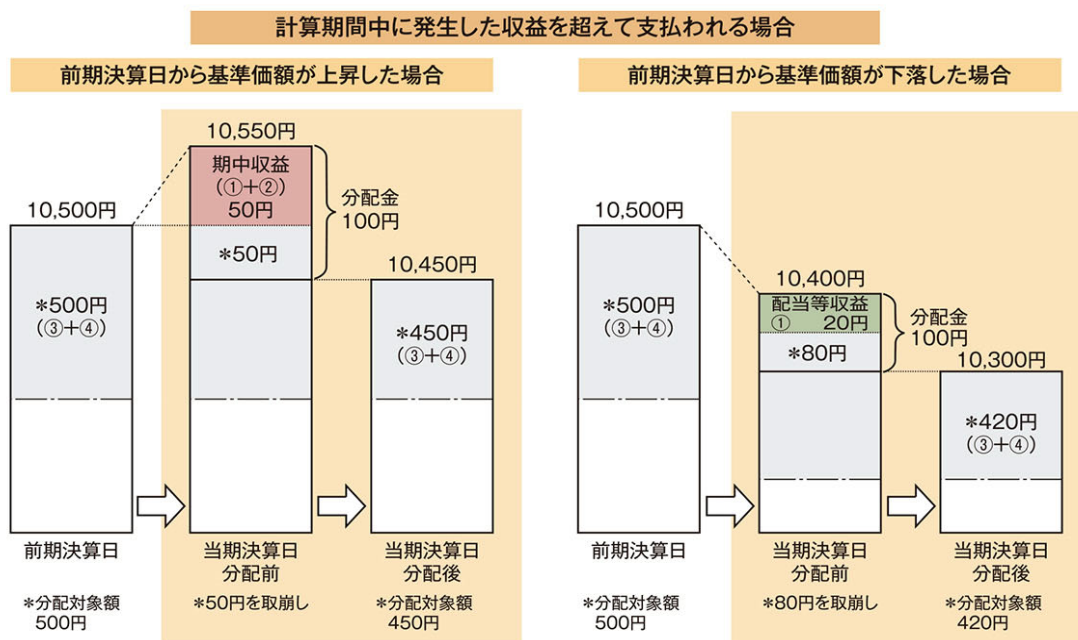 計算期間中に発生した収益を超えて支払われる場合
前期決算日から基準価額が上昇した場合
10,550円
期中収益
(①+②)
50円
分配金
100円
10,500円
*50円
10,450円
*500円
(③+④)
*450円
(③+④)
前期決算日
当期決算日
分配前
当期決算日
分配後
*分配対象額
500円
*50円を取崩し
*分配対象額
450円
前期決算日から基準価額が下落した場合
10,500円
10,400円
配当等収益
① 20円
分配金
100円
*500円
(③+④)
*80円
10,300円
*420円
(③+④)
前期決算日
当期決算日
分配前
当期決算日
分配後
*分配対象額
500円
*80円を取崩し
*分配対象額
420円